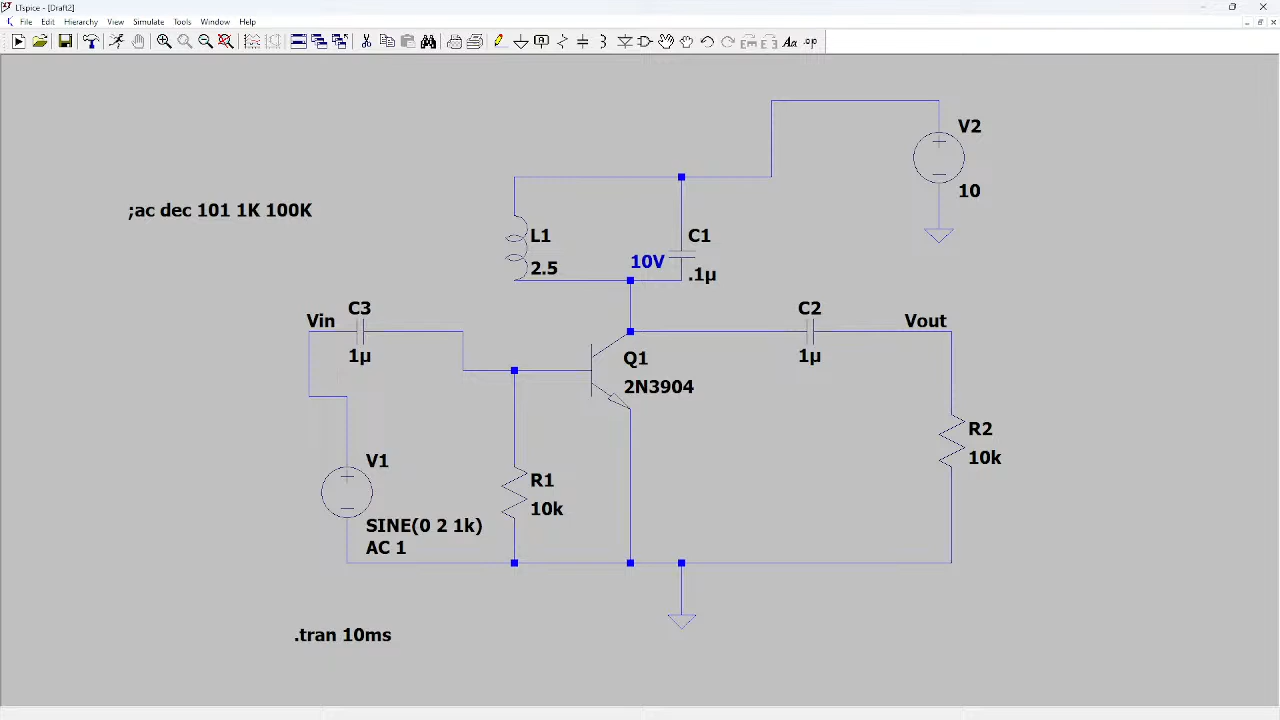 LTspice - [Draft2]
File Edit Hierarchy View Simulate Tools Window Help
V2
10
;ac dec 101 1K 100K
L1
2.5
C1
10V
.1µ
Vin
C3
1µ
C2
1µ
Vout
Q1
2N3904
R2
10k
V1
SINE(0 2 1k)
AC 1
R1
10k
.tran 10ms